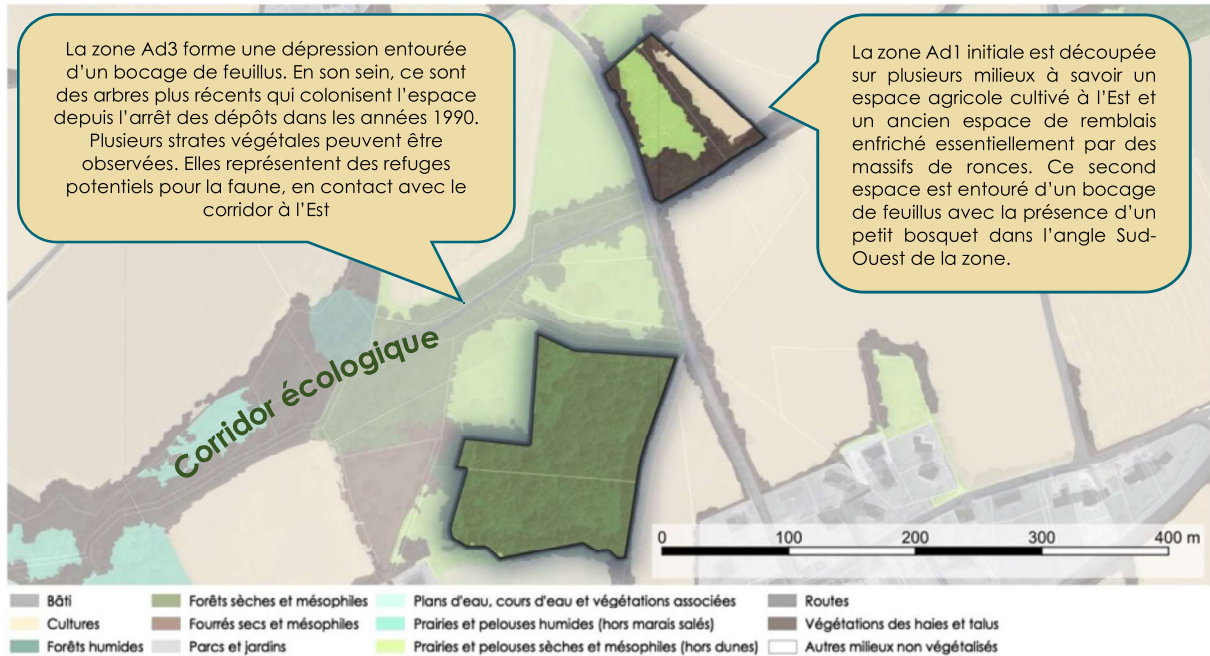 La zone Ad3 forme une dépression entourée
d'un bocage de feuillus. En son sein, ce sont
des arbres plus récents qui colonisent l'espace
depuis l'arrêt des dépôts dans les années 1990.
Plusieurs strates végétales peuvent être
observées. Elles représentent des refuges
potentiels pour la faune, en contact avec le
corridor à l'Est
La zone Ad1 initiale est découpée
sur plusieurs milieux à savoir un
espace agricole cultivé à l'Est et
un ancien espace de remblais
enfriché essentiellement par des
massifs de ronces. Ce second
espace est entouré d'un bocage
de feuillus avec la présence d'un
petit bosquet dans l'angle Sud-
Ouest de la zone.
Corridor écologique
0 100 200 300 400 m
Bâti
Cultures
Forêts humides
Forêts sèches et mésophiles
Fourrés secs et mésophiles
Parcs et jardins
Plans d'eau, cours d'eau et végétations associées
Prairies et pelouses humides (hors marais salés)
Prairies et pelouses sèches et mésophiles (hors dunes)
Routes
Végétations des haies et talus
Autres milieux non végétalisés